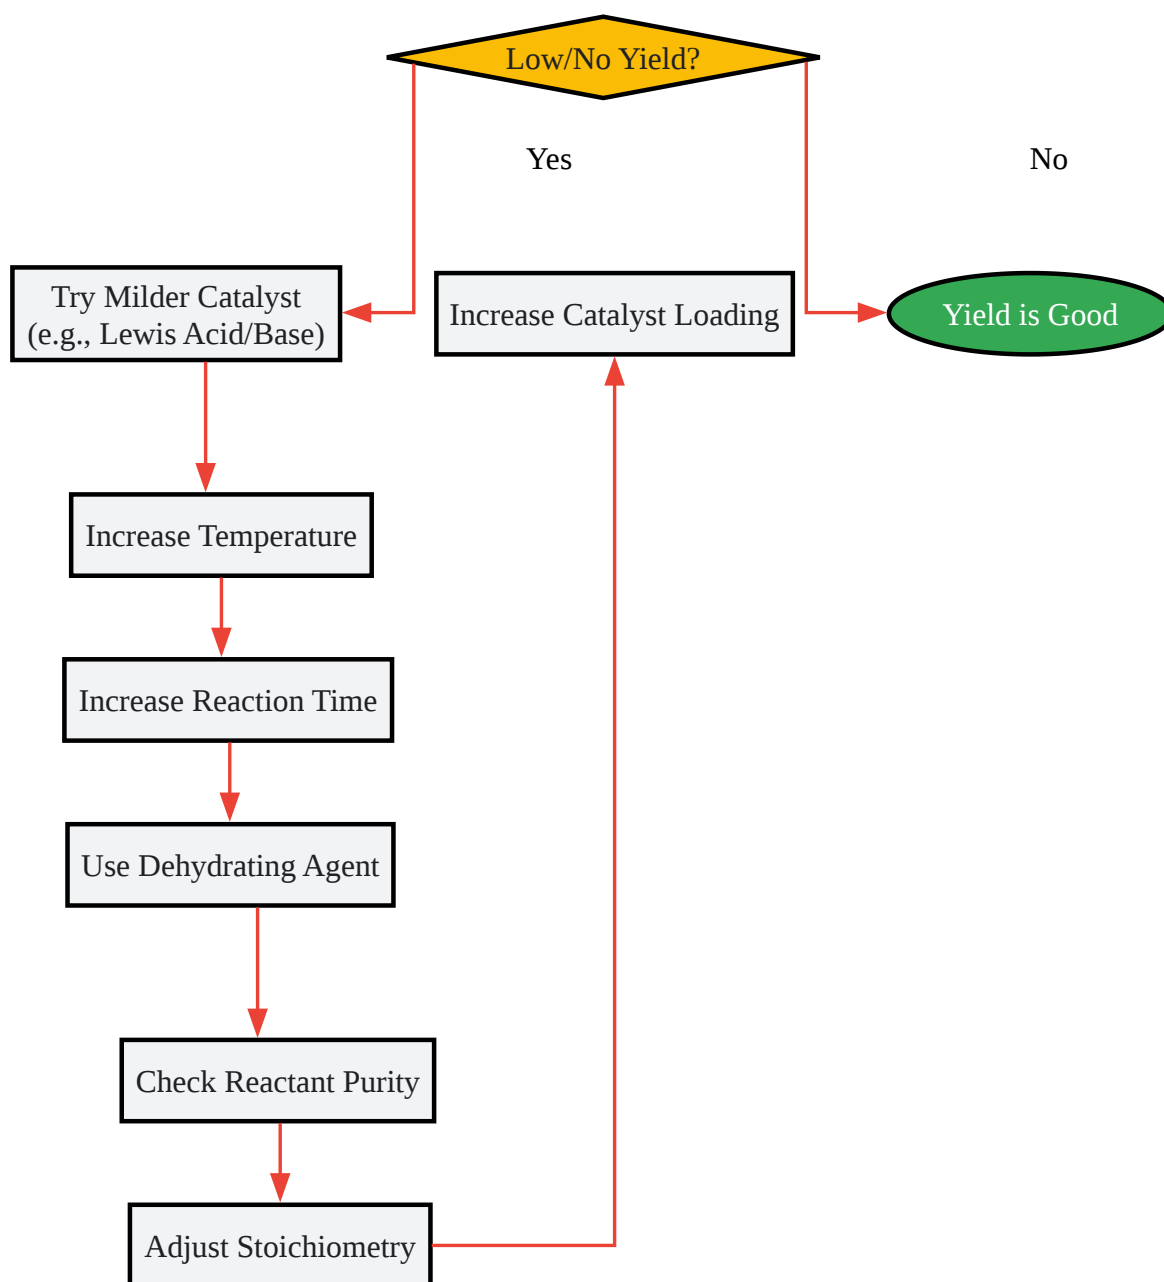 Low/No Yield?
Yes
No
Try Milder Catalyst
(e.g., Lewis Acid/Base)
Increase Catalyst Loading
Yield is Good
Increase Temperature
Increase Reaction Time
Use Dehydrating Agent
Check Reactant Purity
Adjust Stoichiometry